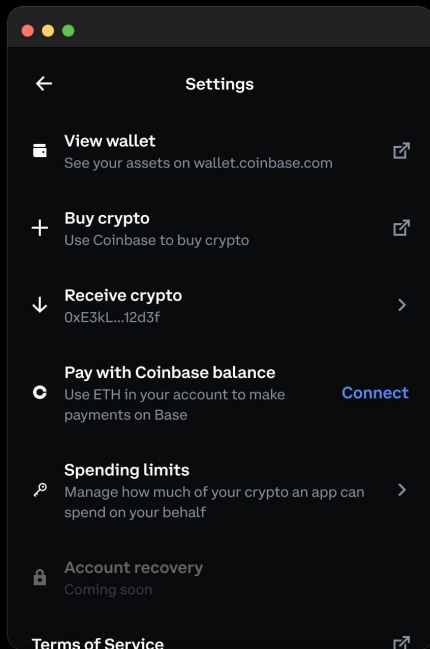 Settings
View wallet
See your assets on wallet.coinbase.com
Buy crypto
Use Coinbase to buy crypto
Receive crypto
0xE3kL...12d3f
Pay with Coinbase balance
Use ETH in your account to make
payments on Base
Connect
Spending limits
Manage how much of your crypto an app can
spend on your behalf
Account recovery
Coming soon
Terms of Service